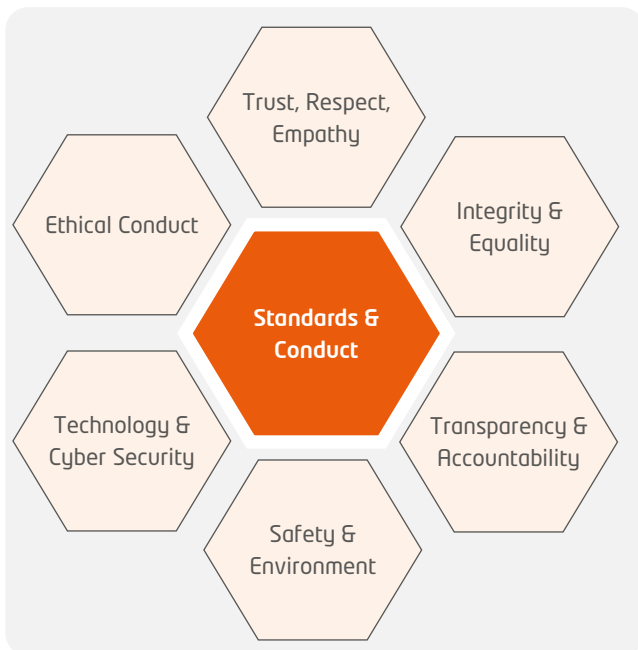 Trust, Respect,
Empathy
Ethical Conduct
Integrity &
Equality
Standards &
Conduct
Technology &
Cyber Security
Transparency &
Accountability
Safety &
Environment